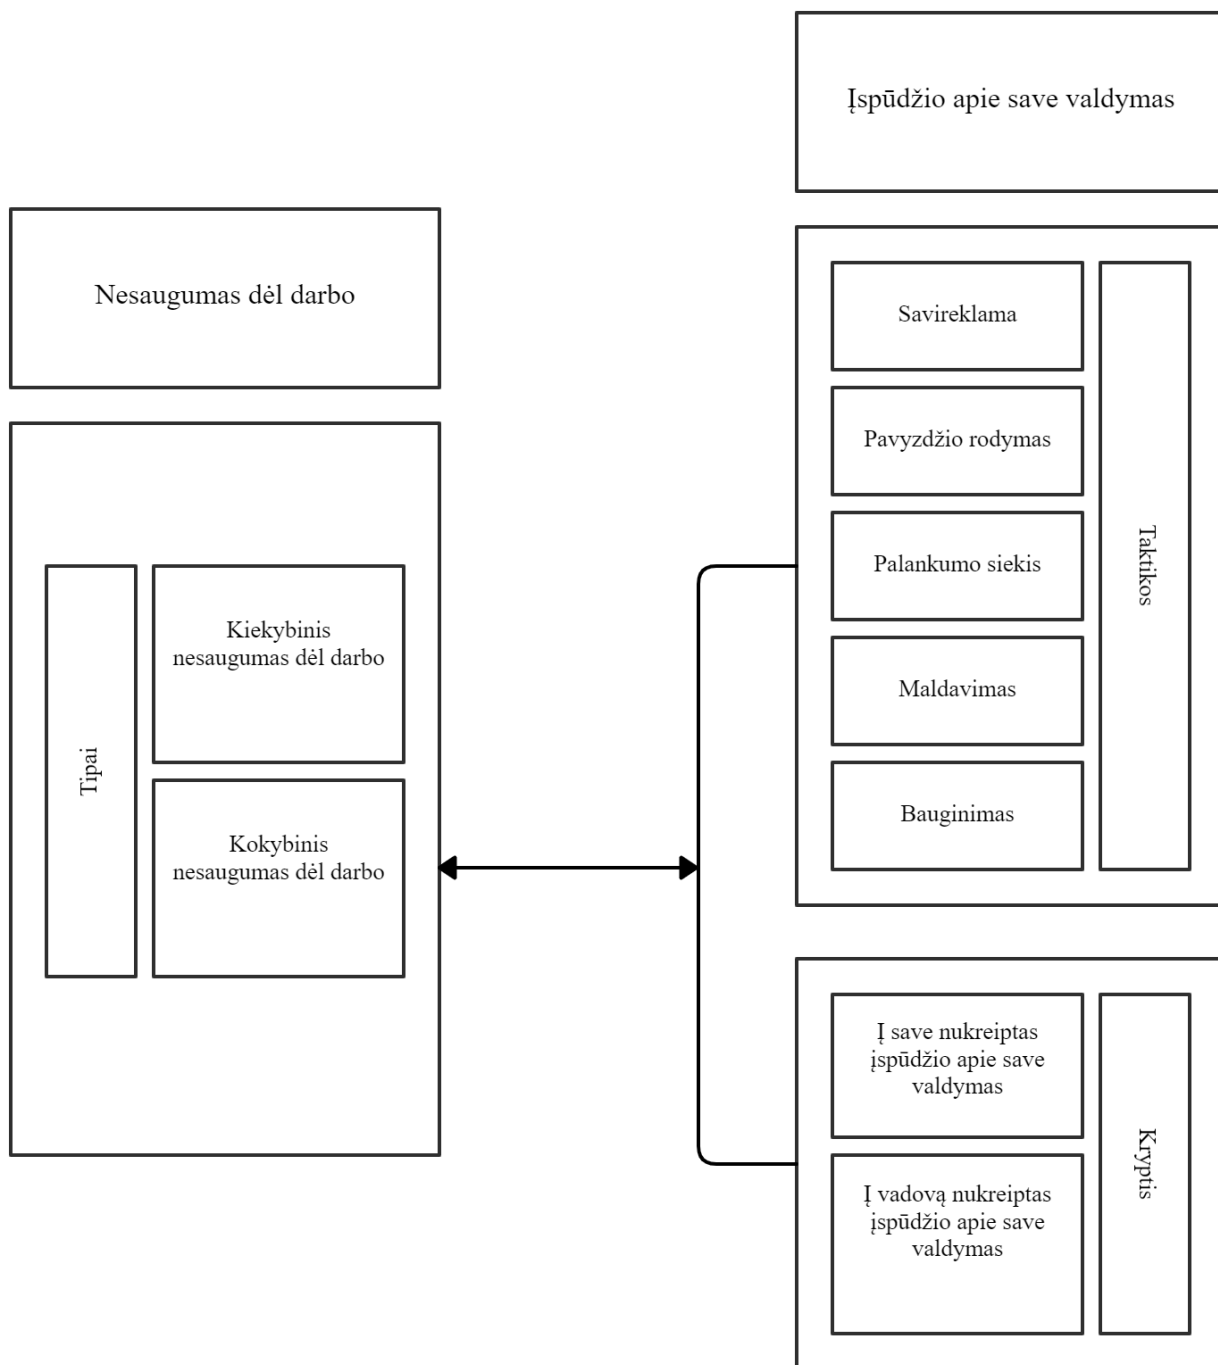 Nesaugumas dėl darbo
Tipai
Kiekybinis
nesaugumas dėl darbo
Kokybinis
nesaugumas dėl darbo
Įspūdžio apie save valdymas
Savireklama
Pavyzdžio rodymas
Palankumo siekis
Maldavimas
Bauginimas
Taktikos
Į save nukreiptas
įspūdžio apie save
valdymas
Į vadovą nukreiptas
įspūdžio apie save
valdymas
Kryptis